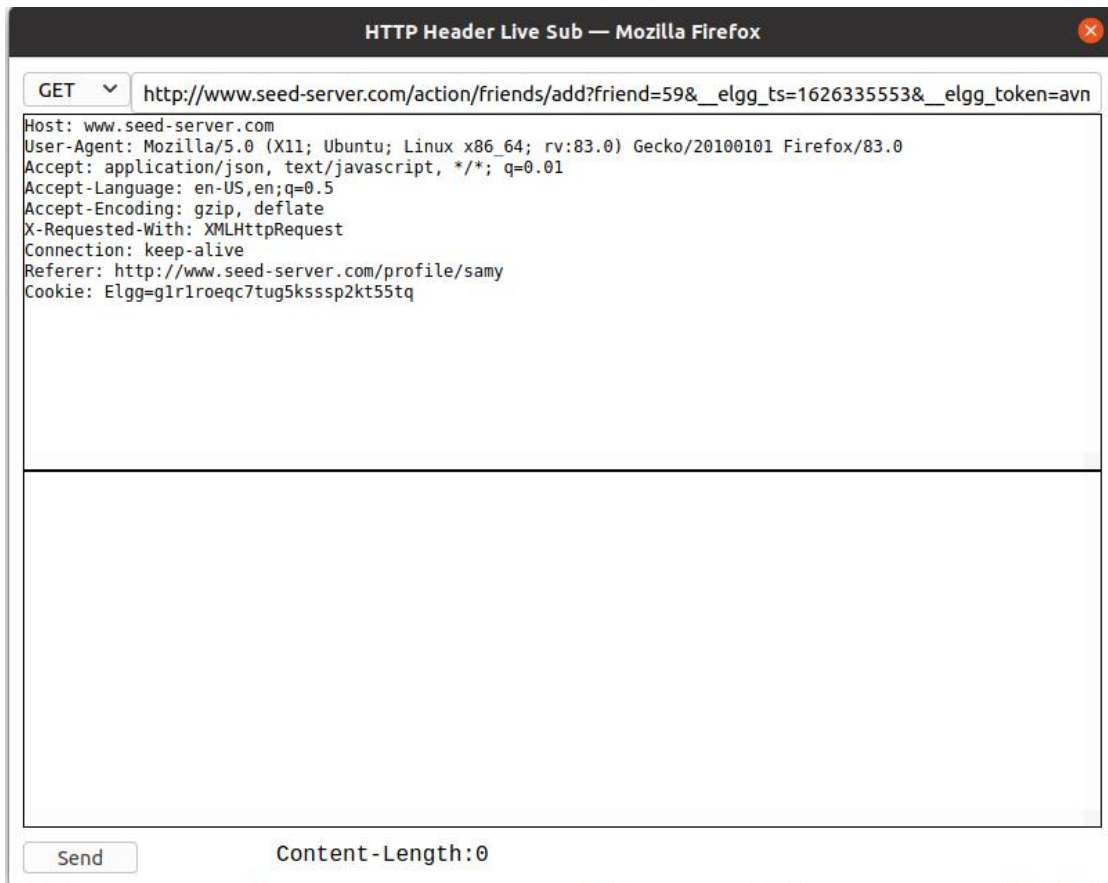 HTTP Header Live Sub — Mozilla Firefox
GET http://www.seed-server.com/action/friends/add?friend=59&__elgg_ts=1626335553&__elgg_token=avn
Host: www.seed-server.com
User-Agent: Mozilla/5.0 (X11; Ubuntu; Linux x86_64; rv:83.0) Gecko/20100101 Firefox/83.0
Accept: application/json, text/javascript, */*; q=0.01
Accept-Language: en-US,en;q=0.5
Accept-Encoding: gzip, deflate
X-Requested-With: XMLHttpRequest
Connection: keep-alive
Referer: http://www.seed-server.com/profile/samy
Cookie: Elgg=g1r1roeqc7tug5ksssp2kt55tq
Send Content-Length:0